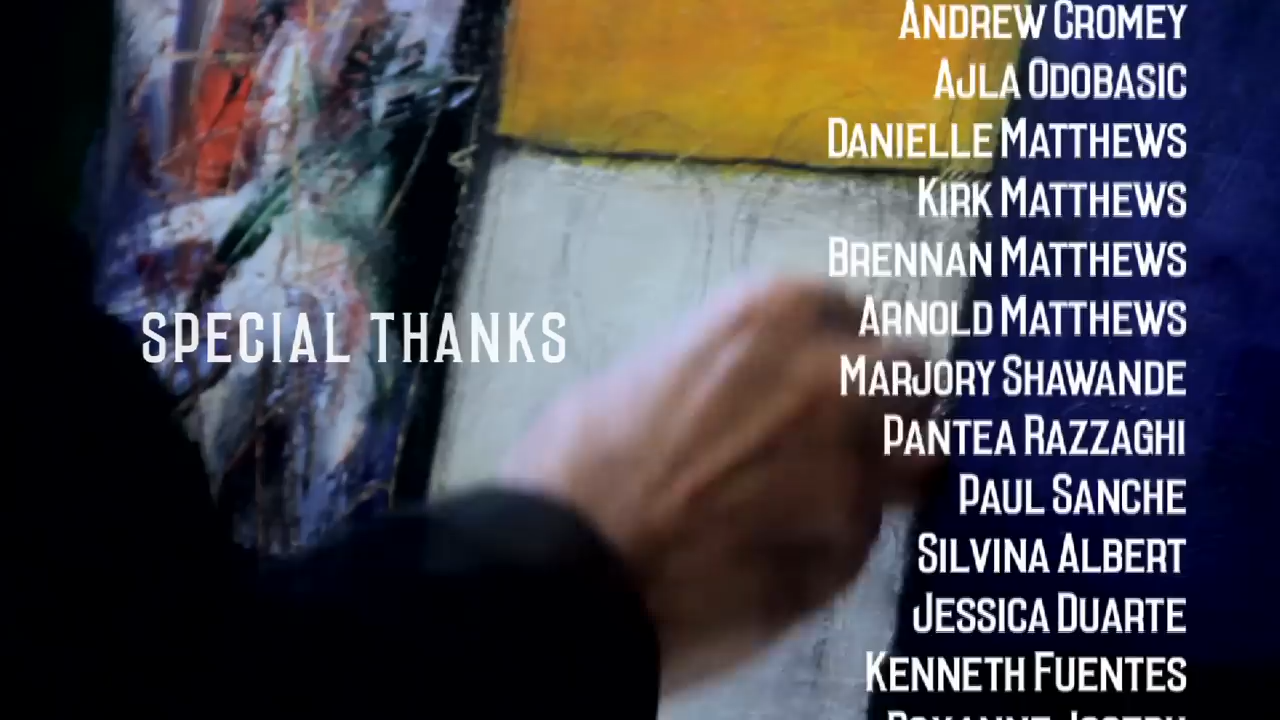 SPECIAL THANKS
ANDREW CROMEY
AJLA ODOBASIC
DANIELLE MATTHEWS
KIRK MATTHEWS
BRENNAN MATTHEWS
ARNOLD MATTHEWS
MARJORY SHAWANDE
PANTEA RAZZAGHI
PAUL SANCHE
SILVINA ALBERT
JESSICA DUARTE
KENNETH FUENTES